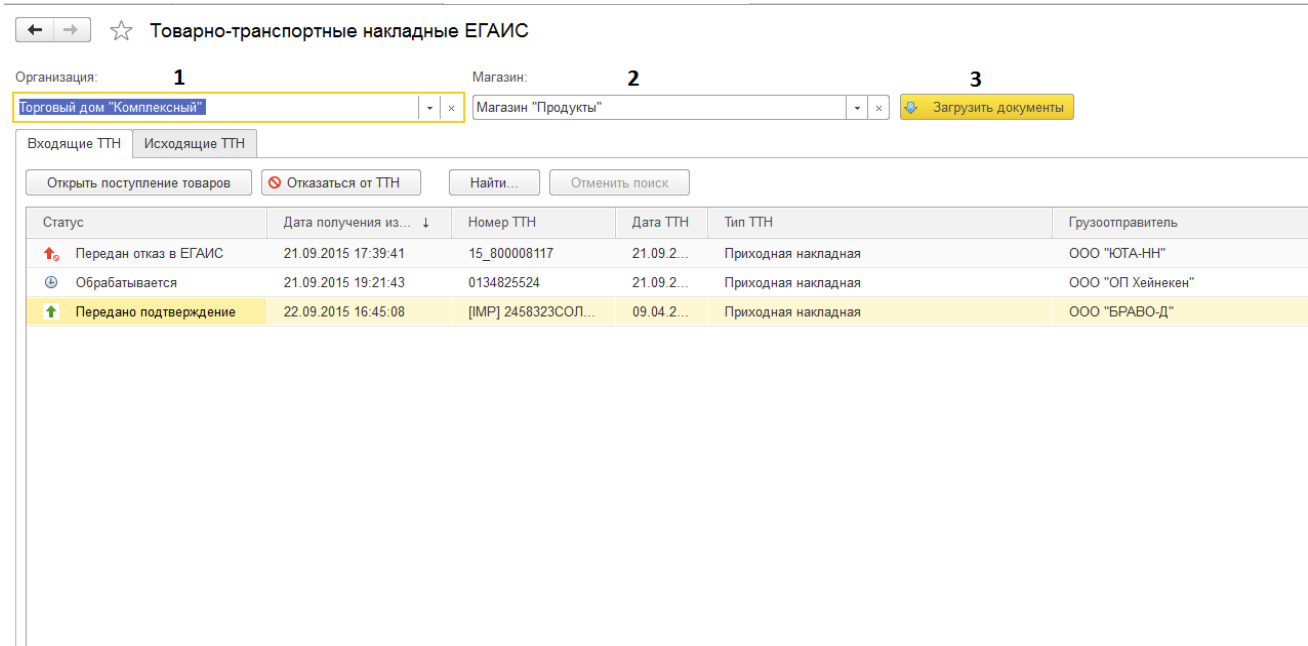 Товарно-транспортные накладные ЕГАИС
Организация: 1 Магазин: 2 3
Торговый дом "Комплексный" Магазин "Продукты" Загрузить документы
Входящие ТТН Исходящие ТТН
Открыть поступление товаров Отказаться от ТТН Найти... Отменить поиск
Статус Дата получения из... ↓ Номер ТТН Дата ТТН Тип ТТН Грузоотправитель
Передан отказ в ЕГАИС 21.09.2015 17:39:41 15_800008117 21.09.2... Приходная накладная ООО "ЮТА-НН"
Обрабатывается 21.09.2015 19:21:43 0134825524 21.09.2... Приходная накладная ООО "ОП Хейнекен"
Передано подтверждение 22.09.2015 16:45:08 [IMP] 2458323СОЛ... 09.04.2... Приходная накладная ООО "БРАВО-Д"